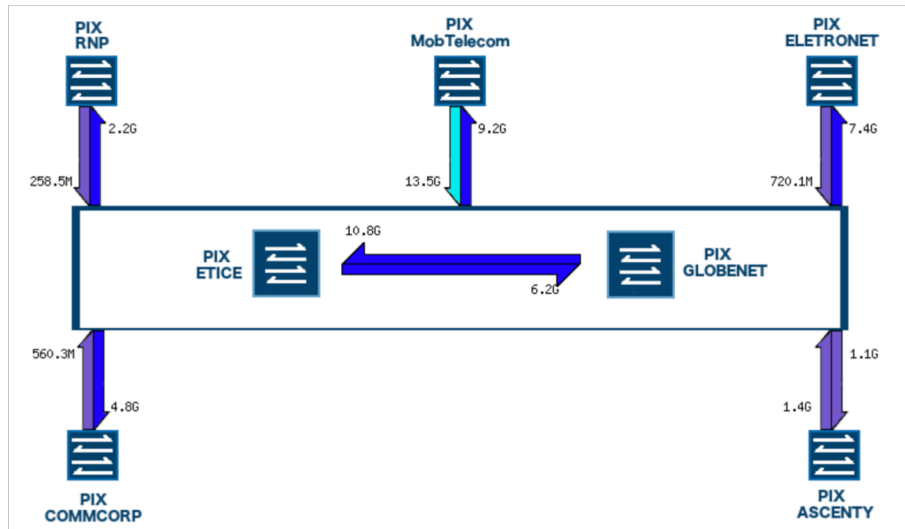 PIX
RNP
PIX
MobTelecom
PIX
ELETRONET
2.2G
9.2G
7.4G
258.5M
13.5G
720.1M
10.8G
PIX
ETICE
PIX
GLOBENET
6.2G
560.3M
1.1G
4.8G
1.4G
PIX
COMMCORP
PIX
ASCENTY